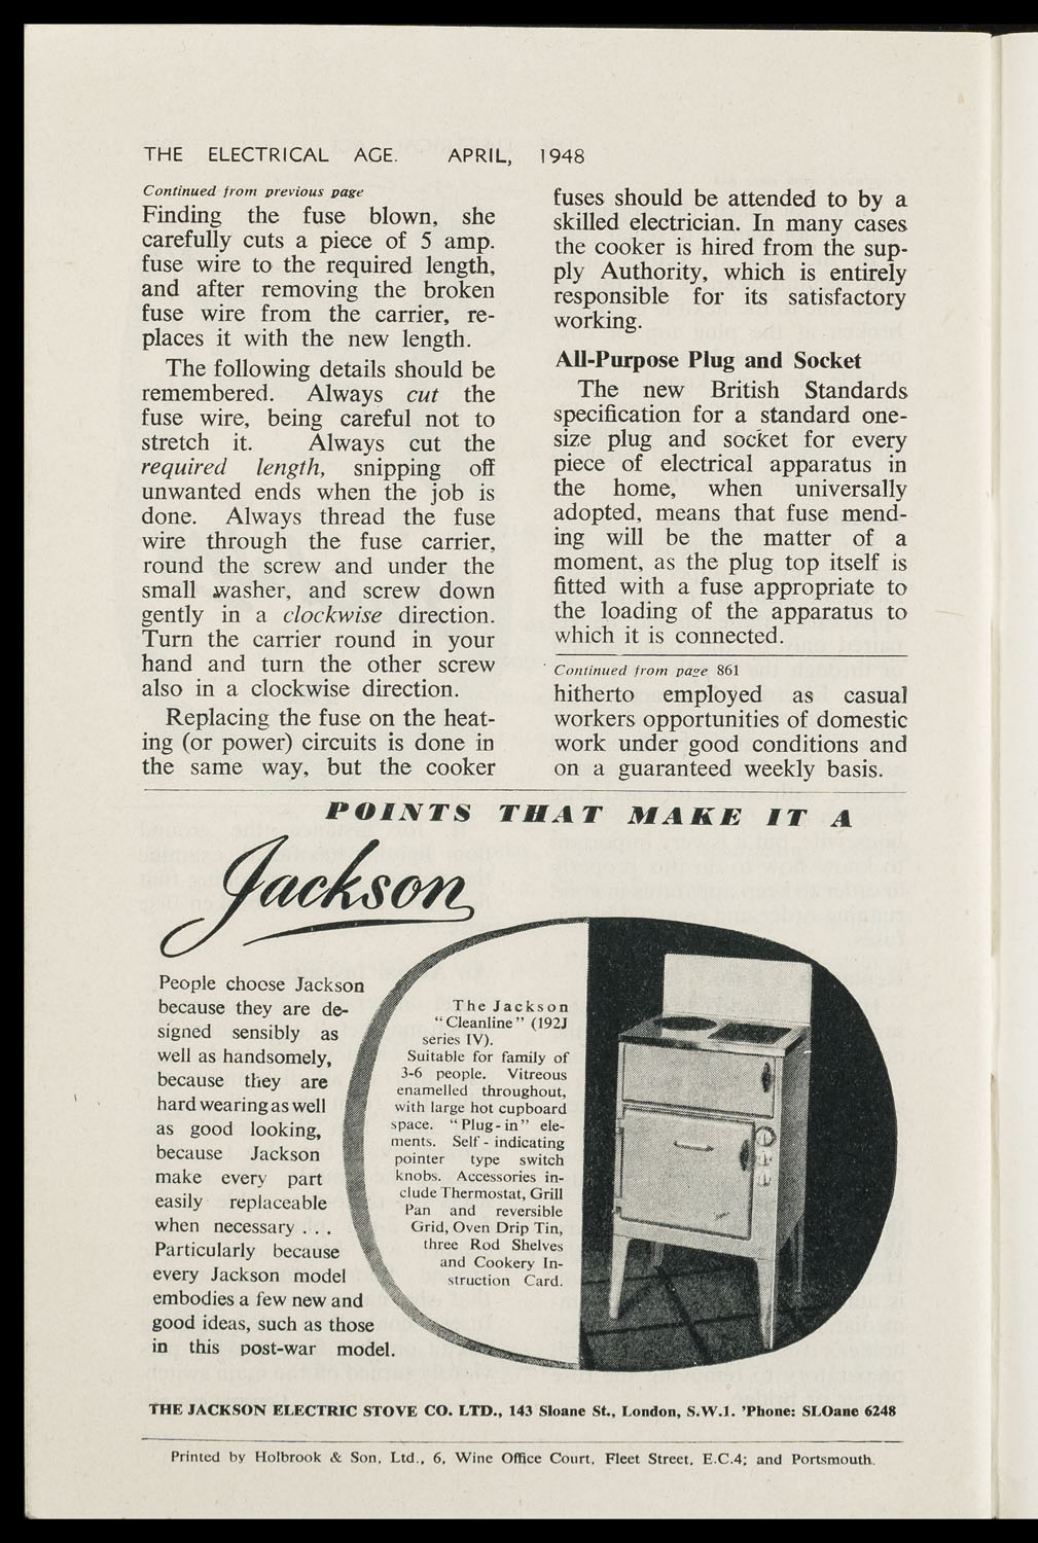 THE ELECTRICAL AGE. APRIL, 1948
Continued from previous page
Finding the fuse blown, she
carefully cuts a piece of 5 amp.
fuse wire to the required length,
and after removing the broken
fuse wire from the carrier, re-
places it with the new length.
The following details should be
remembered. Always cut the
fuse wire, being careful not to
stretch it. Always cut the
required length, snipping off
unwanted ends when the job is
done. Always thread the fuse
wire through the fuse carrier,
round the screw and under the
small washer, and screw down
gently in a clockwise direction.
Turn the carrier round in your
hand and turn the other screw
also in a clockwise direction.
Replacing the fuse on the heat-
ing (or power) circuits is done in
the same way, but the cooker
fuses should be attended to by a
skilled electrician. In many cases
the cooker is hired from the sup-
ply Authority, which is entirely
responsible for its satisfactory
working.
All-Purpose Plug and Socket
The new British Standards
specification for a standard one-
size plug and socket for every
piece of electrical apparatus in
the home, when universally
adopted, means that fuse mend-
ing will be the matter of a
moment, as the plug top itself is
fitted with a fuse appropriate to
the loading of the apparatus to
which it is connected.
Continued from page 861
hitherto employed as casual
workers opportunities of domestic
work under good conditions and
on a guaranteed weekly basis.
POINTS THAT MAKE IT A
Jackson
People choose Jackson
because they are de-
signed sensibly as
well as handsomely,
because they are
hard wearing as well
as good looking,
because Jackson
make every part
easily replaceable
when necessary . . .
Particularly because
every Jackson model
embodies a few new and
good ideas, such as those
in this post-war model.
The Jackson
"Cleanline" (192J
series IV).
Suitable for family of
3-6 people. Vitreous
enamelled throughout,
with large hot cupboard
space. "Plug-in" ele-
ments. Self-indicating
pointer type switch
knobs. Accessories in-
clude Thermostat, Grill
Pan and reversible
Grid, Oven Drip Tin,
three Rod Shelves
and Cookery In-
struction Card.
THE JACKSON ELECTRIC STOVE CO. LTD., 143 Sloane St., London, S.W.1. 'Phone: SLOane 6248
Printed by Holbrook & Son, Ltd., 6, Wine Office Court, Fleet Street, E.C.4; and Portsmouth.